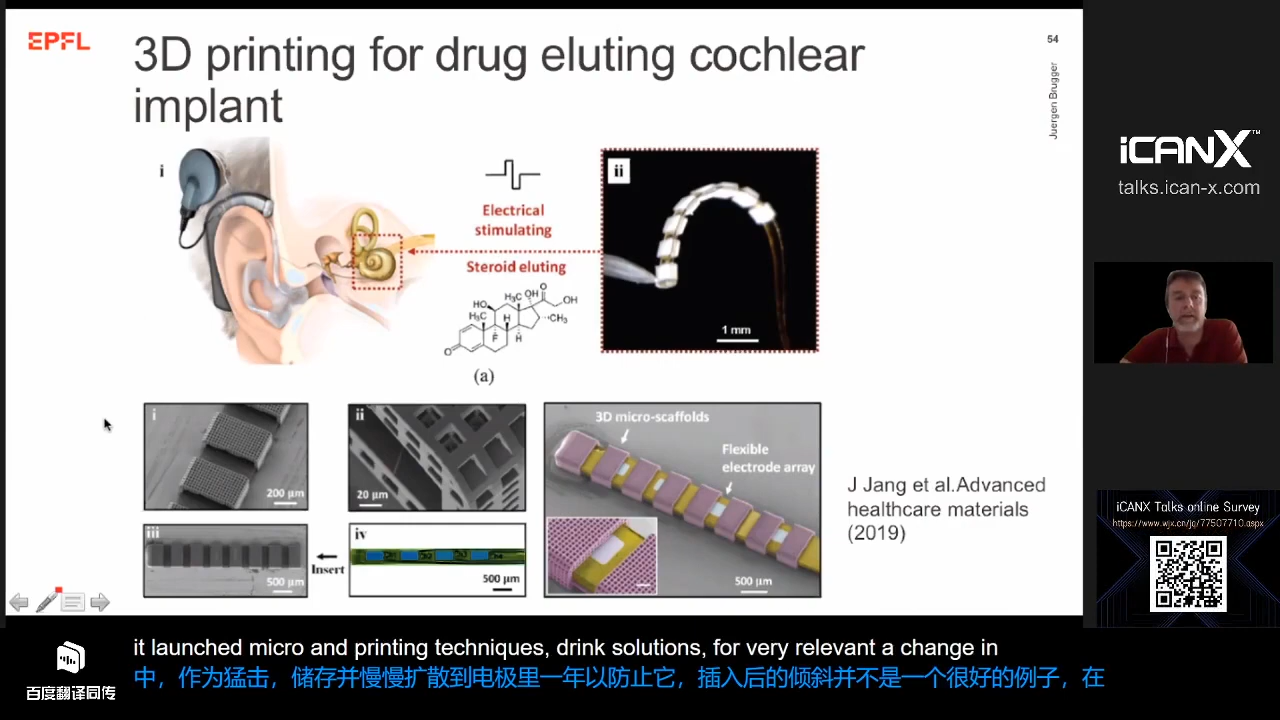 EPFL
3D printing for drug eluting cochlear
implant
54
Juergen Brugger
i
Electrical
stimulating
Steroid eluting
HO
H₃C
OH
O
OH
H₃C
H
CH₃
F
H
O
ii
1 mm
(a)
i
200 µm
ii
20 µm
iii
500 µm
Insert
iv
500 µm
3D micro-scaffolds
Flexible
electrode array
500 µm
J Jang et al.Advanced
healthcare materials
(2019)
iCANX™
talks.ican-x.com
iCANX Talks online Survey
https://www.wjx.cn/jq/77507710.aspx
百度翻译同传
it launched micro and printing techniques, drink solutions, for very relevant a change in
中，作为猛击，储存并慢慢扩散到电极里一年以防止它，插入后的倾斜并不是一个很好的例子，在